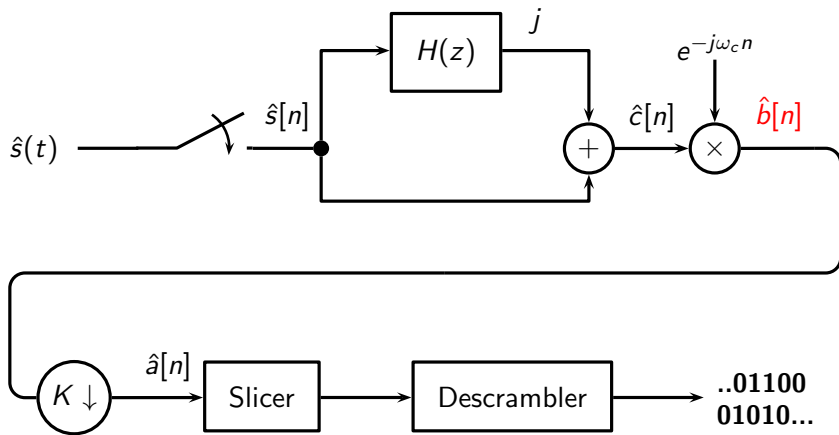 ŝ(t)
ŝ[n]
H(z)
j
+
ĉ[n]
e^{-jω_c n}
×
b̂[n]
K ↓
â[n]
Slicer
Descrambler
..01100
01010...